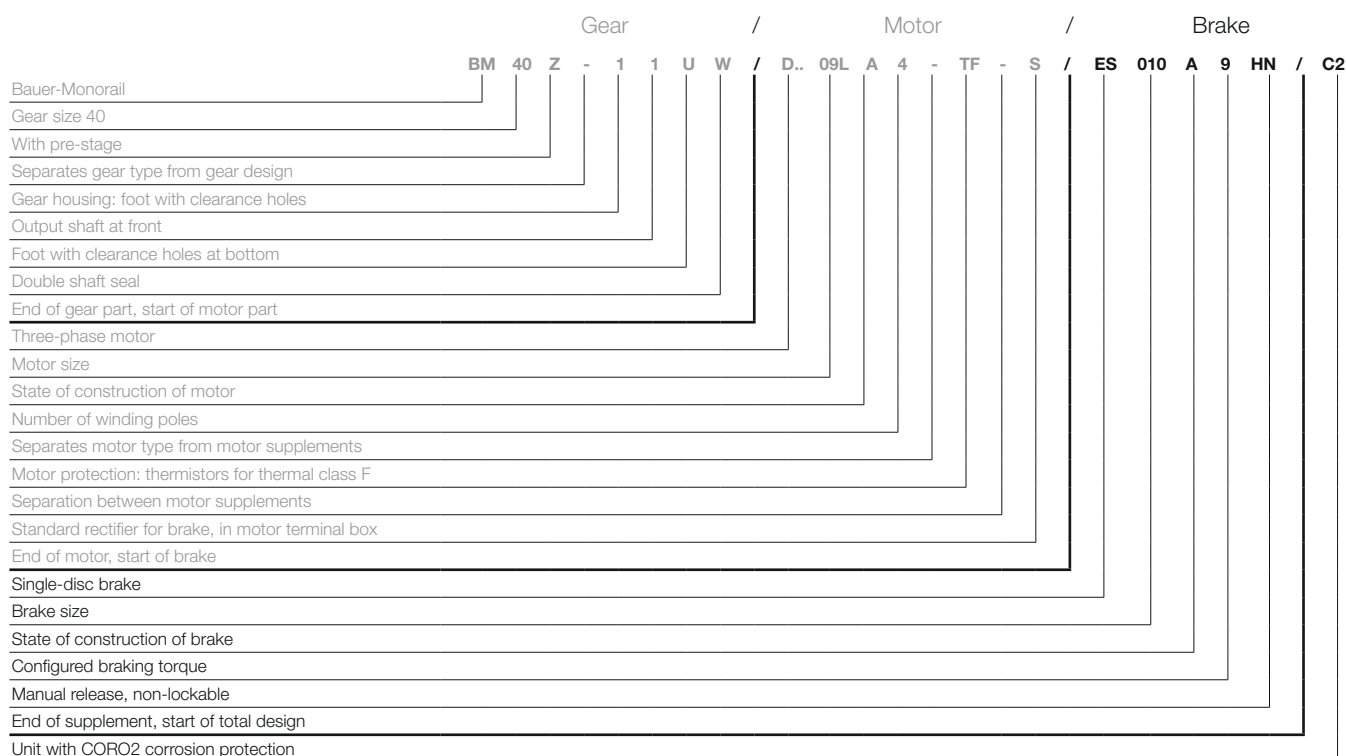 Gear / Motor / Brake
BM 40 Z - 1 1 U W / D.. 09L A 4 - TF - S / ES 010 A 9 HN / C2
Bauer-Monorail
Gear size 40
With pre-stage
Separates gear type from gear design
Gear housing: foot with clearance holes
Output shaft at front
Foot with clearance holes at bottom
Double shaft seal
End of gear part, start of motor part
Three-phase motor
Motor size
State of construction of motor
Number of winding poles
Separates motor type from motor supplements
Motor protection: thermistors for thermal class F
Separation between motor supplements
Standard rectifier for brake, in motor terminal box
End of motor, start of brake
Single-disc brake
Brake size
State of construction of brake
Configured braking torque
Manual release, non-lockable
End of supplement, start of total design
Unit with CORO2 corrosion protection